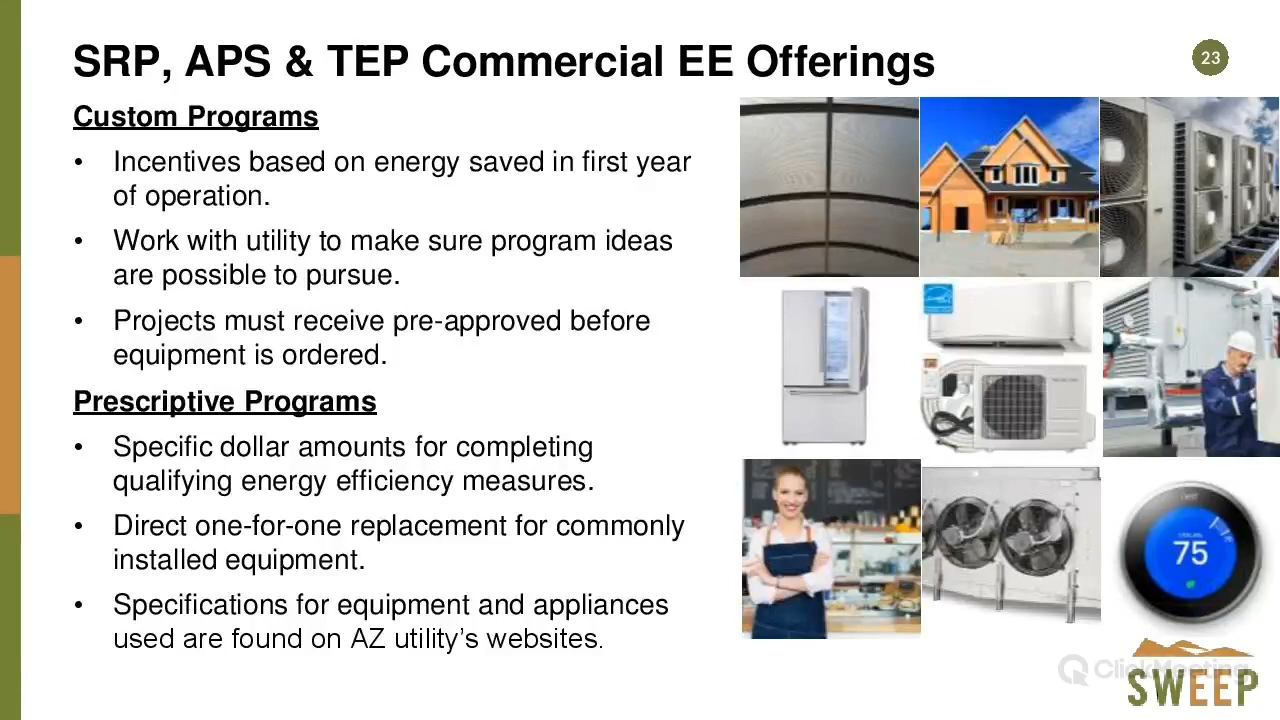 SRP, APS & TEP Commercial EE Offerings
23
Custom Programs
• Incentives based on energy saved in first year
of operation.
• Work with utility to make sure program ideas
are possible to pursue.
• Projects must receive pre-approved before
equipment is ordered.
Prescriptive Programs
• Specific dollar amounts for completing
qualifying energy efficiency measures.
• Direct one-for-one replacement for commonly
installed equipment.
• Specifications for equipment and appliances
used are found on AZ utility's websites.
75
ClickMeeting
SWEEP